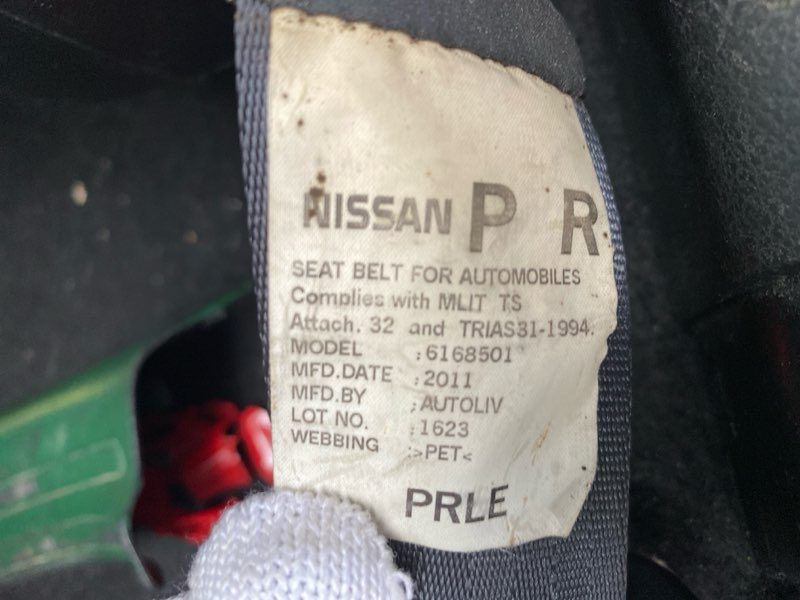 NISSAN P R
SEAT BELT FOR AUTOMOBILES
Complies with MLIT TS
Attach. 32 and TRIAS31-1994.
MODEL :6168501
MFD.DATE :2011
MFD.BY :AUTOLIV
LOT NO. :1623
WEBBING :>PET<
PRLE